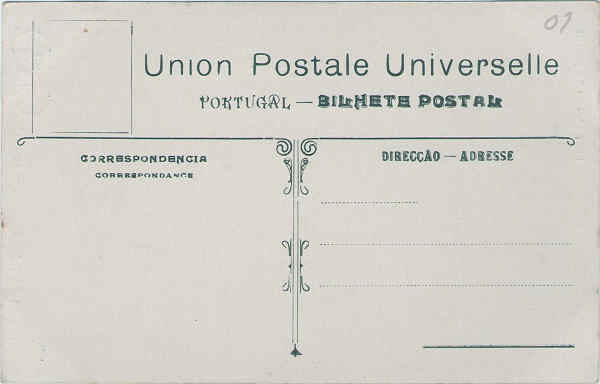 07
Union Postale Universelle
PORTUGAL — BILHETE POSTAL
CORRESPONDENCIA
CORRESPONDANCE
DIRECÇÃO — ADRESSE